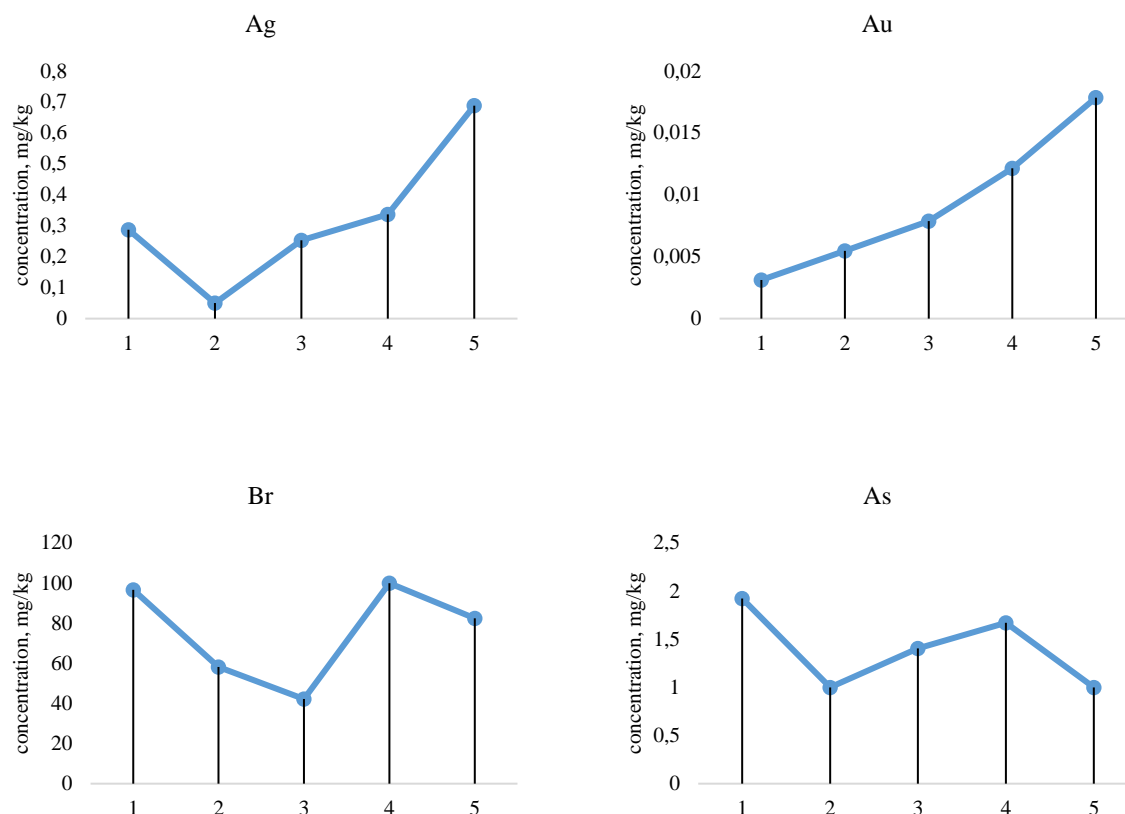 Ag
concentration, mg/kg
0,8
0,7
0,6
0,5
0,4
0,3
0,2
0,1
0
1 2 3 4 5
Au
concentration, mg/kg
0,02
0,015
0,01
0,005
0
1 2 3 4 5
Br
concentration, mg/kg
120
100
80
60
40
20
0
1 2 3 4 5
As
concentration, mg/kg
2,5
2
1,5
1
0,5
0
1 2 3 4 5